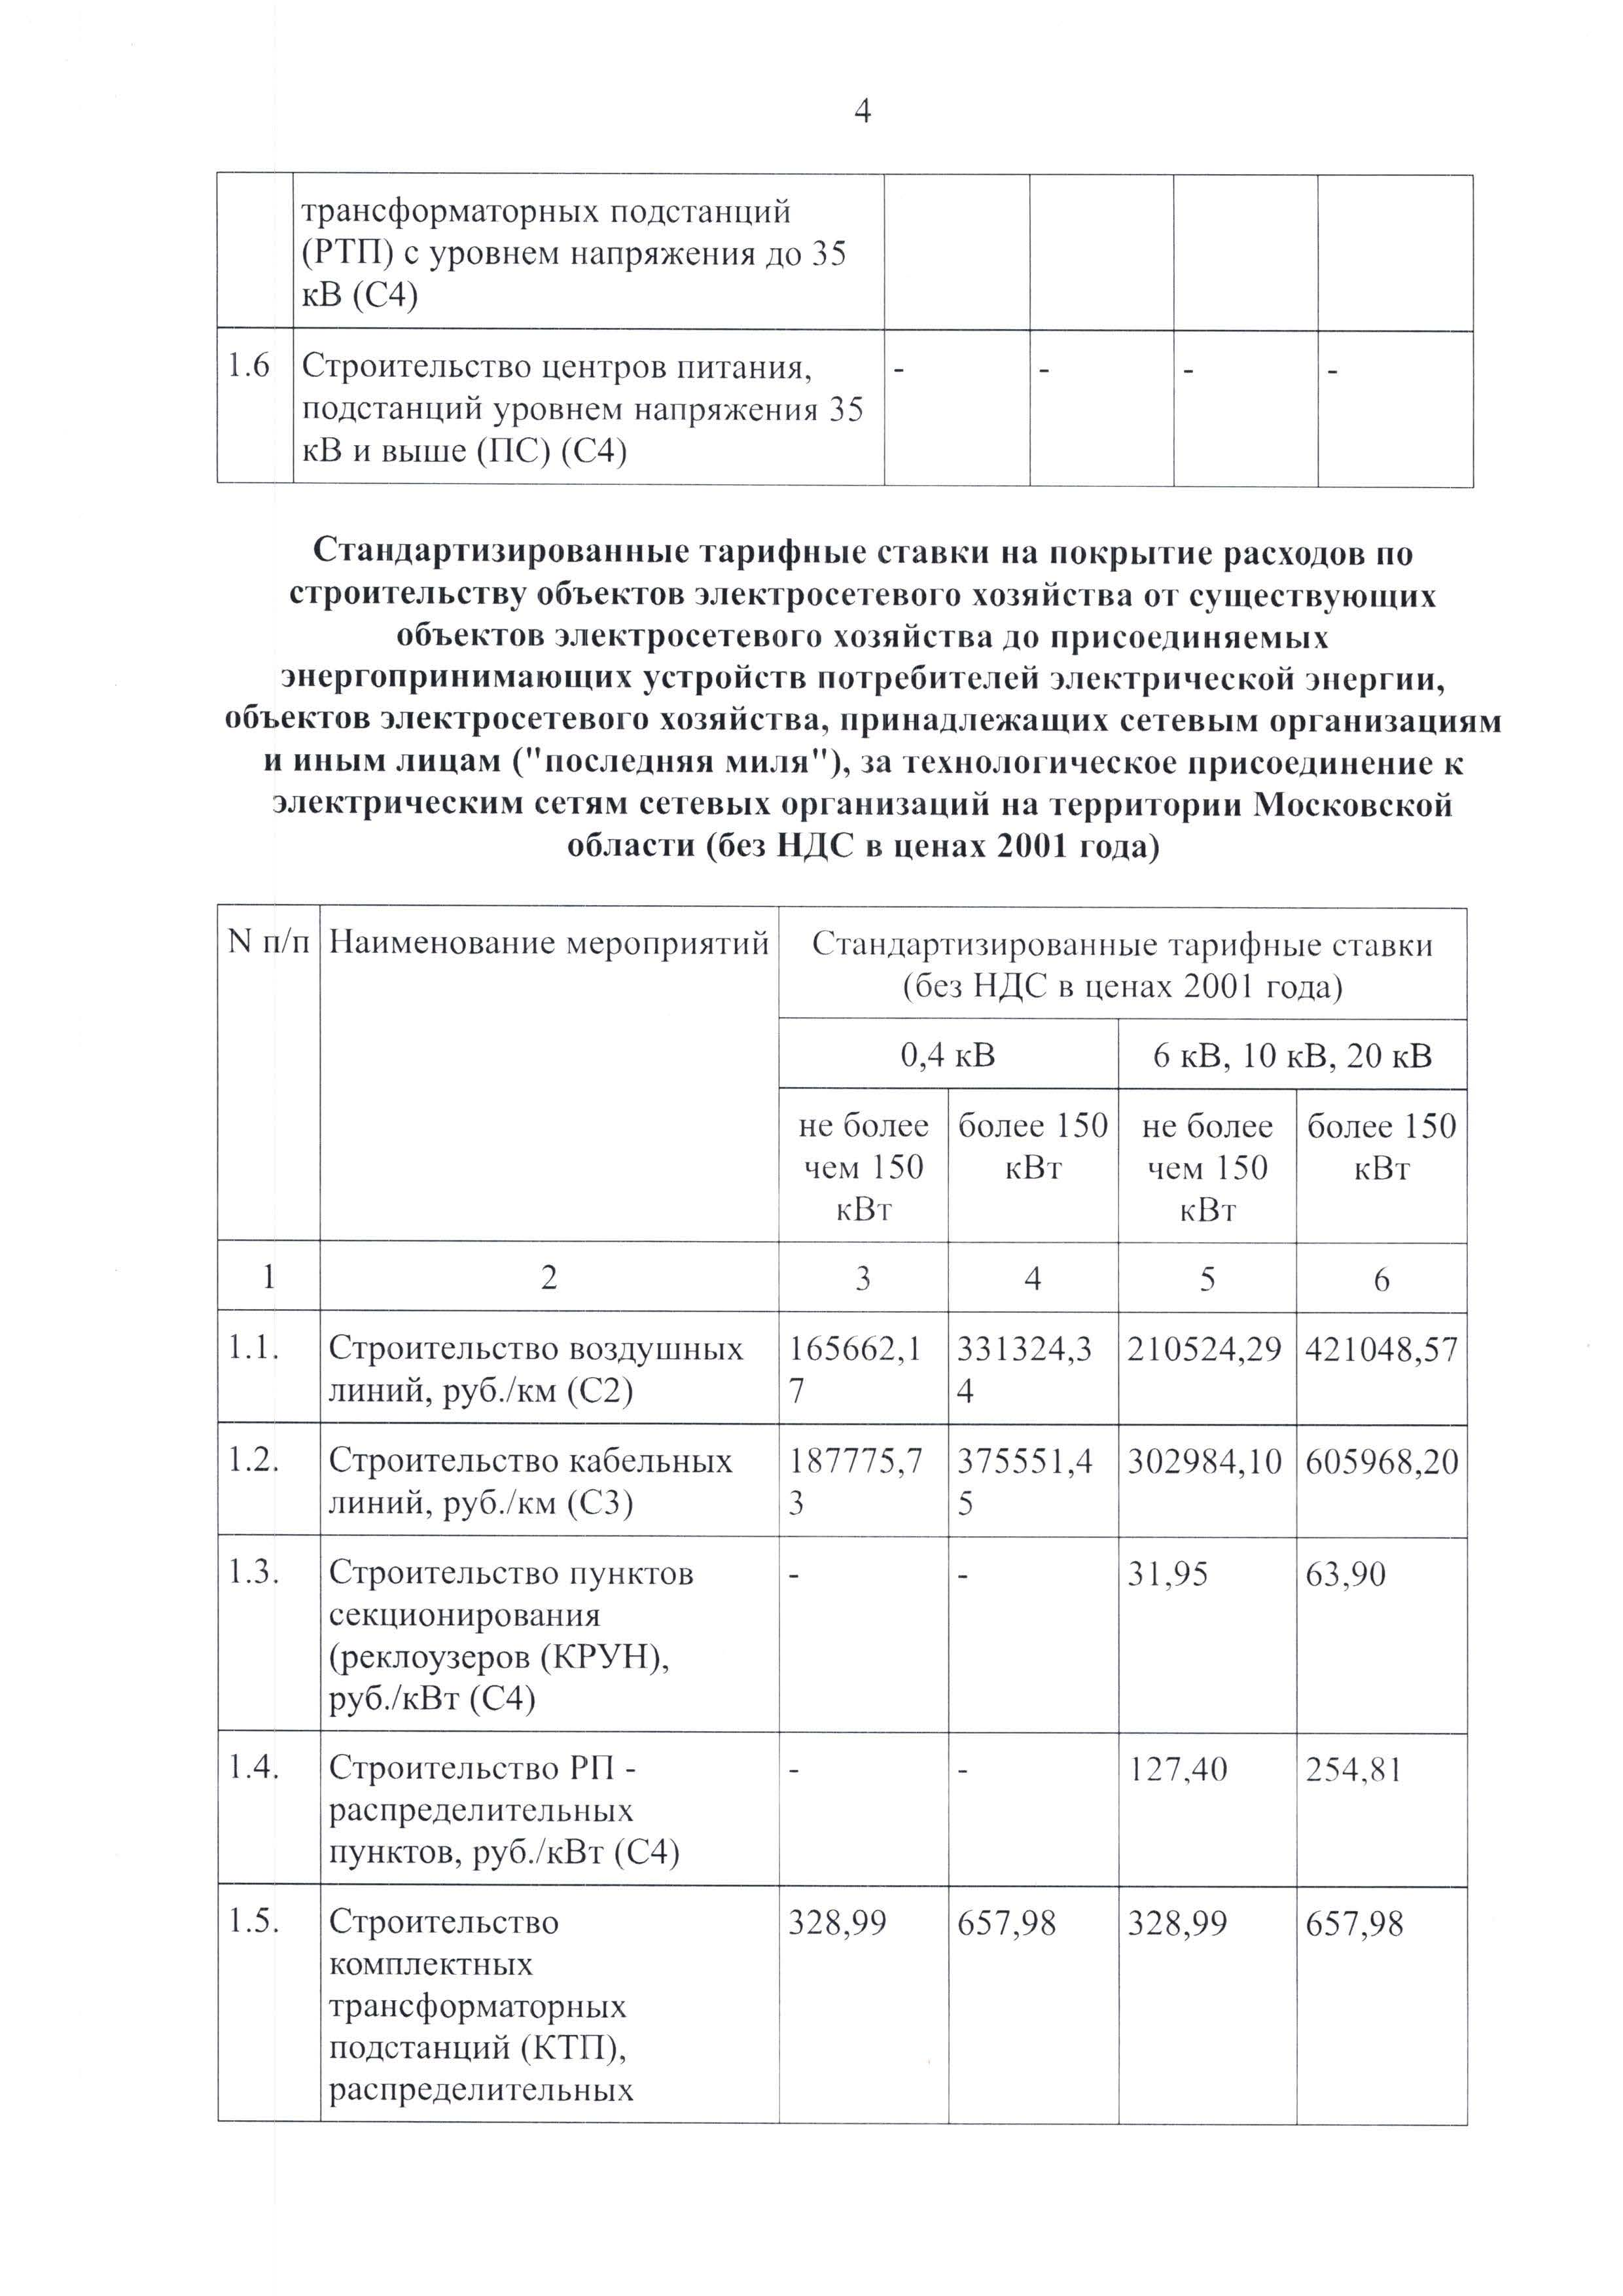 4
трансформаторных подстанций
(РТП) с уровнем напряжения до 35
кВ (С4)
1.6 Строительство центров питания, - - - -
подстанций уровнем напряжения 35
кВ и выше (ПС) (С4)
Стандартизированные тарифные ставки на покрытие расходов по
строительству объектов электросетевого хозяйства от существующих
объектов электросетевого хозяйства до присоединяемых
энергопринимающих устройств потребителей электрической энергии,
объектов электросетевого хозяйства, принадлежащих сетевым организациям
и иным лицам ("последняя миля"), за технологическое присоединение к
электрическим сетям сетевых организаций на территории Московской
области (без НДС в ценах 2001 года)
N п/п Наименование мероприятий Стандартизированные тарифные ставки
(без НДС в ценах 2001 года)
0,4 кВ 6 кВ, 10 кВ, 20 кВ
не более более 150 не более более 150
чем 150 кВт чем 150 кВт
кВт кВт
1 2 3 4 5 6
1.1. Строительство воздушных 165662,1 331324,3 210524,29 421048,57
линий, руб./км (С2) 7 4
1.2. Строительство кабельных 187775,7 375551,4 302984,10 605968,20
линий, руб./км (С3) 3 5
1.3. Строительство пунктов - - 31,95 63,90
секционирования
(реклоузеров (КРУН),
руб./кВт (С4)
1.4. Строительство РП - - - 127,40 254,81
распределительных
пунктов, руб./кВт (С4)
1.5. Строительство 328,99 657,98 328,99 657,98
комплектных
трансформаторных
подстанций (КТП),
распределительных